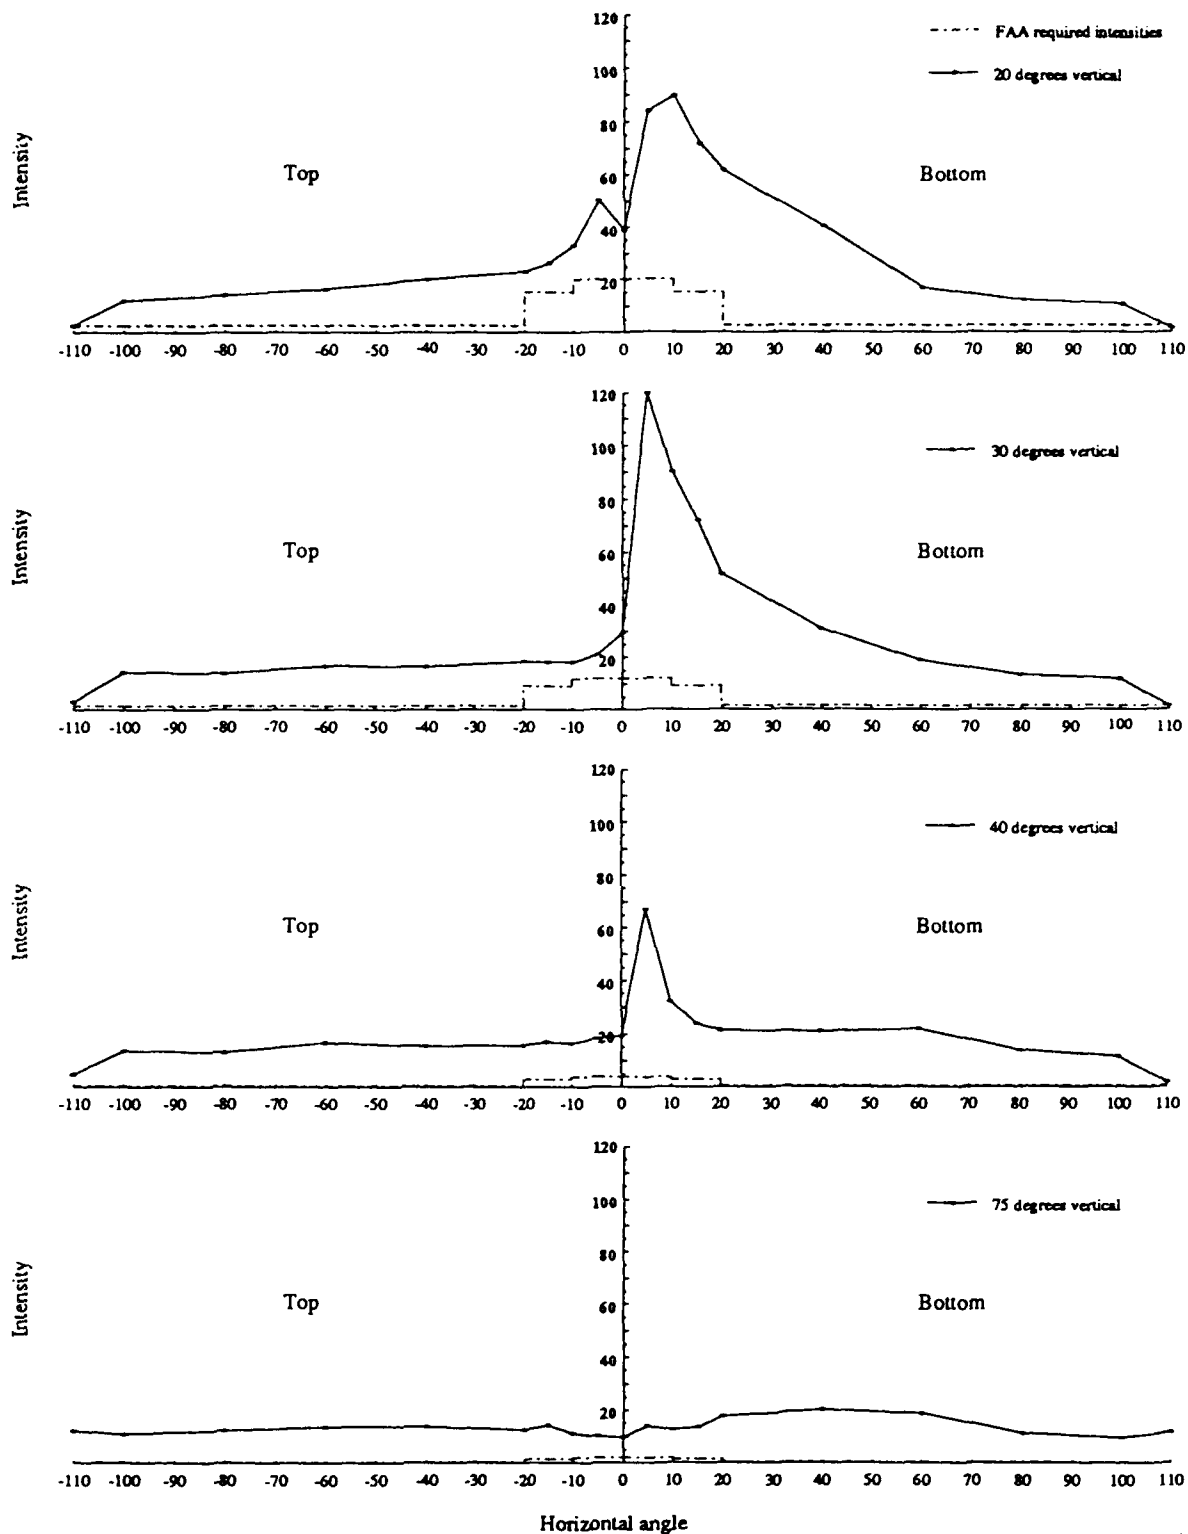 120
FAA required intensities
100
20 degrees vertical
80
Intensity
Top
60
Bottom
40
20
-110 -100 -90 -80 -70 -60 -50 -40 -30 -20 -10 0 10 20 30 40 50 60 70 80 90 100 110
120
100
30 degrees vertical
80
Intensity
Top
60
Bottom
40
20
-110 -100 -90 -80 -70 -60 -50 -40 -30 -20 -10 0 10 20 30 40 50 60 70 80 90 100 110
120
100
40 degrees vertical
80
Intensity
Top
60
Bottom
40
20
-110 -100 -90 -80 -70 -60 -50 -40 -30 -20 -10 0 10 20 30 40 50 60 70 80 90 100 110
120
100
75 degrees vertical
80
Intensity
Top
60
Bottom
40
20
-110 -100 -90 -80 -70 -60 -50 -40 -30 -20 -10 0 10 20 30 40 50 60 70 80 90 100 110
Horizontal angle